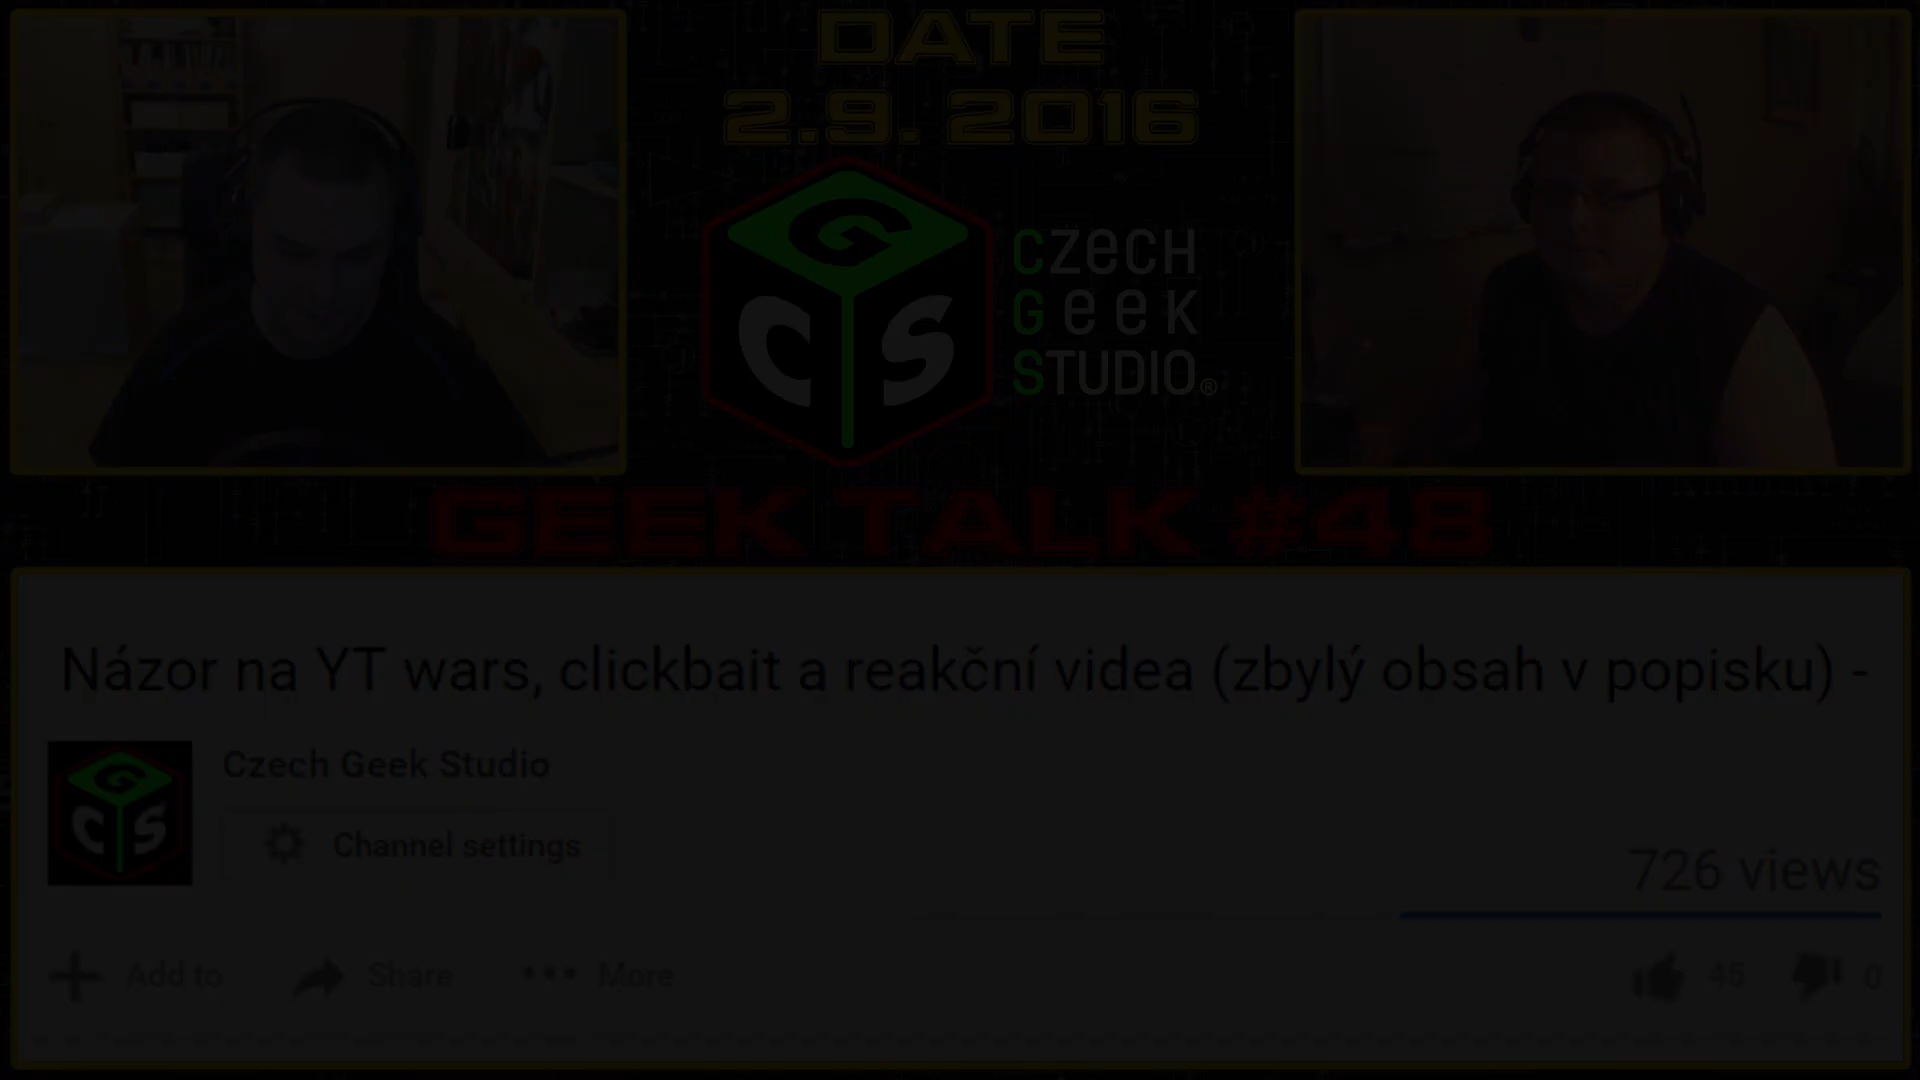 DATE
2.9. 2016
G
C S
CZECH
GEEK
STUDIO®
GEEK TALK #48
Názor na YT wars, clickbait a reakční videa (zbylý obsah v popisku) -
G
C S
Czech Geek Studio
Channel settings
726 views
Add to
Share
More
45
0